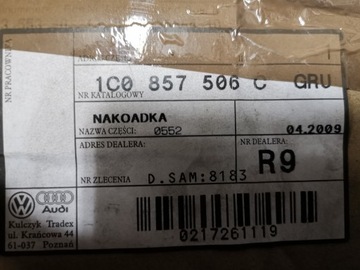 NR PRACOWNIKA
1C0 857 506 C GRU
NR KATALOGOWY
NAKOADKA
NAZWA CZĘŚCI: 0552
04.2009
ADRES DEALERA:
NR DEALERA:
R9
NR ZLECENIA D.SAM:8183
Audi
Kulczyk Tradex
ul. Krańcowa 44
61-037 Poznań
0217261119